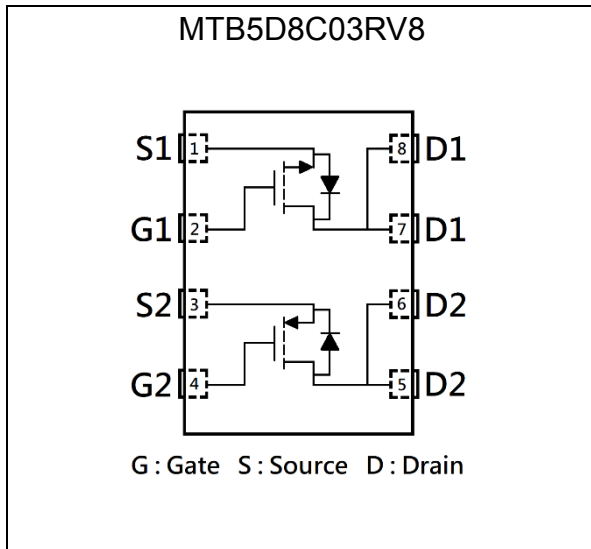 MTB5D8C03RV8
S1 1 8 D1
G1 2 7 D1
S2 3 6 D2
G2 4 5 D2
G : Gate S : Source D : Drain